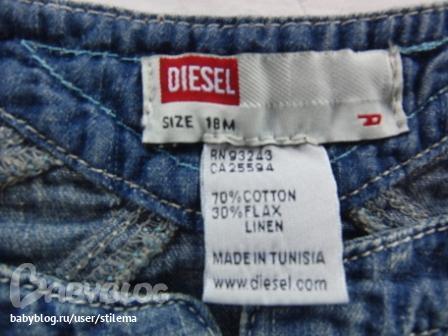 DIESEL
SIZE 18M
R
RN93243
CA25594
70%COTTON
30%FLAX
LINEN
MADE IN TUNISIA
www.diesel.com
BABYBLOG
babyblog.ru/user/stilema